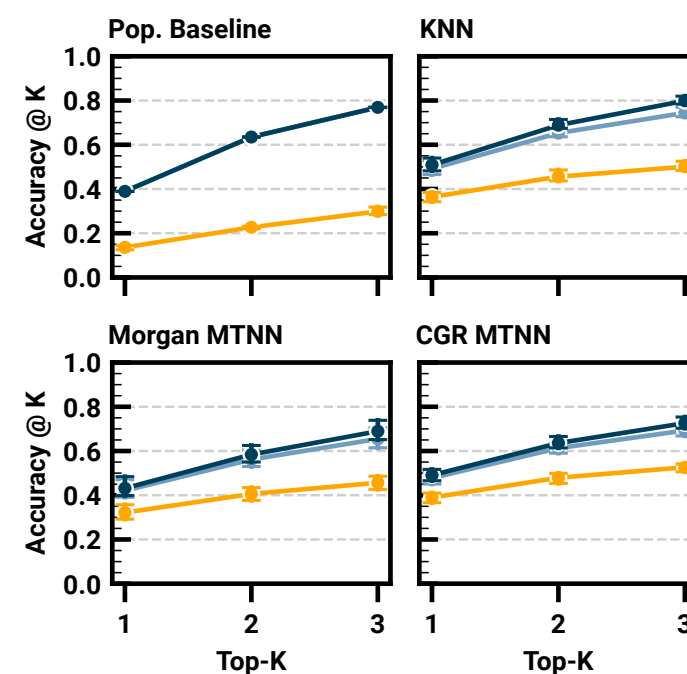 Pop. Baseline
KNN
1.0
0.8
0.6
0.4
0.2
0.0
Accuracy @ K
Morgan MTNN
CGR MTNN
1.0
0.8
0.6
0.4
0.2
0.0
Accuracy @ K
1 2 3
1 2 3
Top-K
Top-K